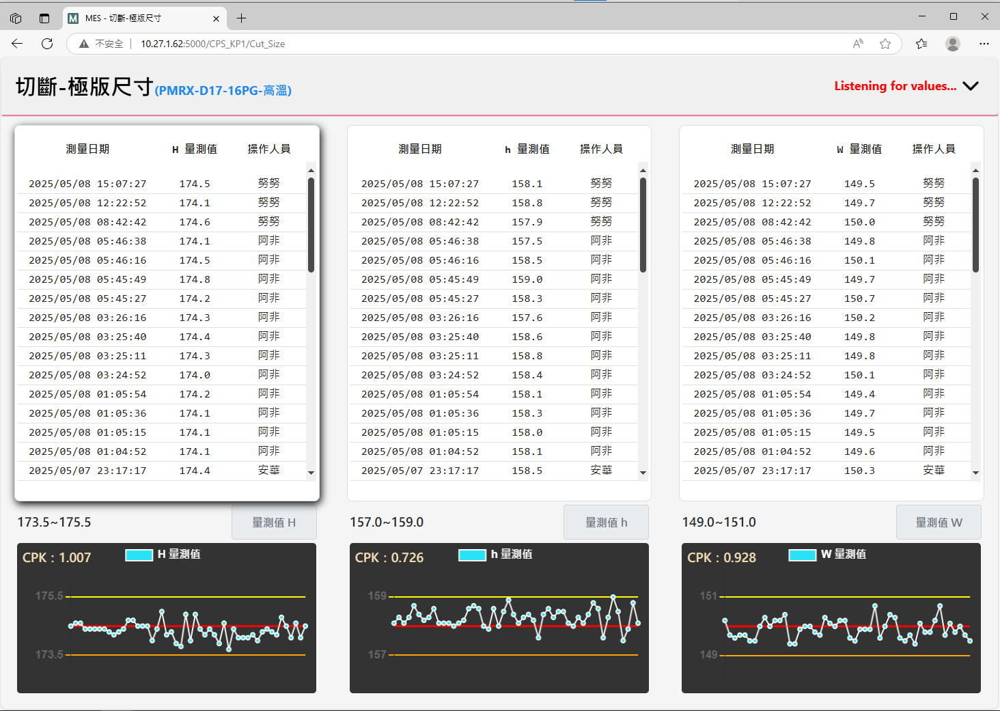 MES - 切斷-極版尺寸
不安全 10.27.1.62:5000/CPS_KP1/Cut_Size
切斷-極版尺寸(PMRX-D17-16PG-高溫)
Listening for values...
測量日期 H 量測值 操作人員
2025/05/08 15:07:27 174.5 努努
2025/05/08 12:22:52 174.1 努努
2025/05/08 08:42:42 174.6 努努
2025/05/08 05:46:38 174.1 阿非
2025/05/08 05:46:16 174.5 阿非
2025/05/08 05:45:49 174.8 阿非
2025/05/08 05:45:27 174.2 阿非
2025/05/08 03:26:16 174.3 阿非
2025/05/08 03:25:40 174.4 阿非
2025/05/08 03:25:11 174.3 阿非
2025/05/08 03:24:52 174.0 阿非
2025/05/08 01:05:54 174.2 阿非
2025/05/08 01:05:36 174.1 阿非
2025/05/08 01:05:15 174.1 阿非
2025/05/08 01:04:52 174.1 阿非
2025/05/07 23:17:17 174.4 安華
173.5~175.5
量測值 H
CPK : 1.007
H 量測值
175.5
173.5
測量日期 h 量測值 操作人員
2025/05/08 15:07:27 158.1 努努
2025/05/08 12:22:52 158.8 努努
2025/05/08 08:42:42 157.9 努努
2025/05/08 05:46:38 157.5 阿非
2025/05/08 05:46:16 158.5 阿非
2025/05/08 05:45:49 159.0 阿非
2025/05/08 05:45:27 158.3 阿非
2025/05/08 03:26:16 157.6 阿非
2025/05/08 03:25:40 158.6 阿非
2025/05/08 03:25:11 158.8 阿非
2025/05/08 03:24:52 158.4 阿非
2025/05/08 01:05:54 158.1 阿非
2025/05/08 01:05:36 158.3 阿非
2025/05/08 01:05:15 158.0 阿非
2025/05/08 01:04:52 158.1 阿非
2025/05/07 23:17:17 158.5 安華
157.0~159.0
量測值 h
CPK : 0.726
h 量測值
159
157
測量日期 W 量測值 操作人員
2025/05/08 15:07:27 149.5 努努
2025/05/08 12:22:52 149.7 努努
2025/05/08 08:42:42 150.0 努努
2025/05/08 05:46:38 149.8 阿非
2025/05/08 05:46:16 150.1 阿非
2025/05/08 05:45:49 149.7 阿非
2025/05/08 05:45:27 150.7 阿非
2025/05/08 03:26:16 150.2 阿非
2025/05/08 03:25:40 149.8 阿非
2025/05/08 03:25:11 149.8 阿非
2025/05/08 03:24:52 150.1 阿非
2025/05/08 01:05:54 149.4 阿非
2025/05/08 01:05:36 149.7 阿非
2025/05/08 01:05:15 149.5 阿非
2025/05/08 01:04:52 149.6 阿非
2025/05/07 23:17:17 150.3 安華
149.0~151.0
量測值 W
CPK : 0.928
W 量測值
151
149